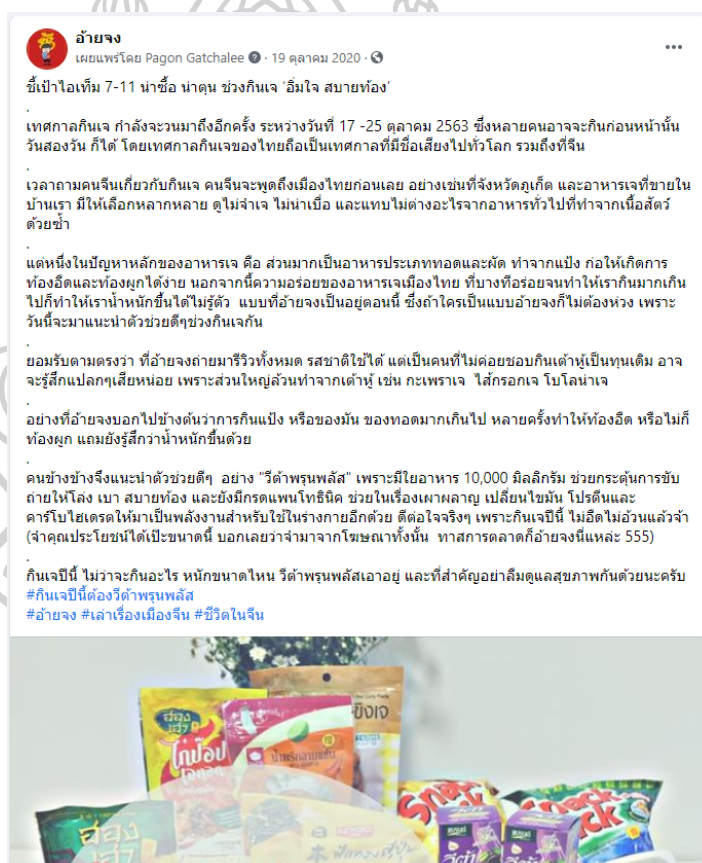 อ้ายจง
เผยแพร่โดย Pagon Gatchalee · 19 ตุลาคม 2020 ·
ชี้เป้าไอเท็ม 7-11 น่าซื้อ น่าตุน ช่วงกินเจ ‘อิ่มใจ สบายท้อง’
.
เทศกาลกินเจ กำลังจะวนมาถึงอีกครั้ง ระหว่างวันที่ 17 -25 ตุลาคม 2563 ซึ่งหลายคนอาจจะกินก่อนหน้านั้น
วันสองวัน ก็ได้ โดยเทศกาลกินเจของไทยถือเป็นเทศกาลที่มีชื่อเสียงไปทั่วโลก รวมถึงที่จีน
.
เวลาถามคนจีนเกี่ยวกับกินเจ คนจีนจะพูดถึงเมืองไทยก่อนเลย อย่างเช่นที่จังหวัดภูเก็ต และอาหารเจที่ขายใน
บ้านเรา มีให้เลือกหลากหลาย ดูไม่จำเจ ไม่น่าเบื่อ และแทบไม่ต่างอะไรจากอาหารทั่วไปที่ทำจากเนื้อสัตว์
ด้วยซ้ำ
.
แต่หนึ่งในปัญหาหลักของอาหารเจ คือ ส่วนมากเป็นอาหารประเภททอดและผัด ทำจากแป้ง ก่อให้เกิดการ
ท้องอืดและท้องผูกได้ง่าย นอกจากนี้ความอร่อยของอาหารเจเมืองไทย ที่บางทีอร่อยจนทำให้เรากินมากเกิน
ไปก็ทำให้เราน้ำหนักขึ้นได้ไม่รู้ตัว แบบที่อ้ายจงเป็นอยู่ตอนนี้ ซึ่งถ้าใครเป็นแบบอ้ายจงก็ไม่ต้องห่วง เพราะ
วันนี้จะมาแนะนำตัวช่วยดีๆช่วงกินเจกัน
.
ยอมรับตามตรงว่า ที่อ้ายจงถ่ายมารีวิวทั้งหมด รสชาติใช้ได้ แต่เป็นคนที่ไม่ค่อยชอบกินเต้าหู้เป็นทุนเดิม อาจ
จะรู้สึกแปลกๆเสียหน่อย เพราะส่วนใหญ่ล้วนทำจากเต้าหู้ เช่น กะเพราเจ ไส้กรอกเจ โบโลน่าเจ
.
อย่างที่อ้ายจงบอกไปข้างต้นว่าการกินแป้ง หรือของมัน ของทอดมากเกินไป หลายครั้งทำให้ท้องอืด หรือไม่ก็
ท้องผูก แถมยังรู้สึกว่าน้ำหนักขึ้นด้วย
.
คนข้างข้างจึงแนะนำตัวช่วยดีๆ อย่าง "วีต้าพรุนพลัส" เพราะมีใยอาหาร 10,000 มิลลิกรัม ช่วยกระตุ้นการขับ
ถ่ายให้โล่ง เบา สบายท้อง และยังมีกรดแพนโทธินิค ช่วยในเรื่องเผาผลาญ เปลี่ยนไขมัน โปรตีนและ
คาร์โบไฮเดรตให้มาเป็นพลังงานสำหรับใช้ในร่างกายอีกด้วย ดีต่อใจจริงๆ เพราะกินเจปีนี้ ไม่อืดไม่อ้วนแล้วจ้า
(จำคุณประโยชน์ได้เป๊ะขนาดนี้ บอกเลยว่าจำมาจากโฆษณาทั้งนั้น ทาสการตลาดก็อ้ายจงนี่แหล่ะ 555)
.
กินเจปีนี้ ไม่ว่าจะกินอะไร หนักขนาดไหน วีต้าพรุนพลัสเอาอยู่ และที่สำคัญอย่าลืมดูแลสุขภาพกันด้วยนะครับ
#กินเจปีนี้ต้องวีต้าพรุนพลัส
#อ้ายจง #เล่าเรื่องเมืองจีน #ชีวิตในจีน
ฮ่องเต้
ไก่ป๊อป
ขิงเจ
Snack
Jack
วีต้า